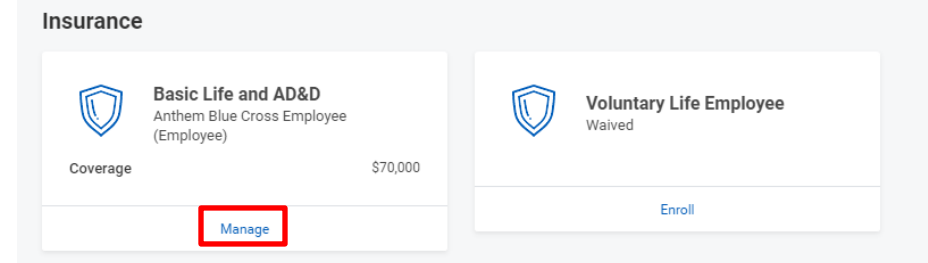 Insurance
Basic Life and AD&D
Anthem Blue Cross Employee
(Employee)
Coverage $70,000
Manage
Voluntary Life Employee
Waived
Enroll